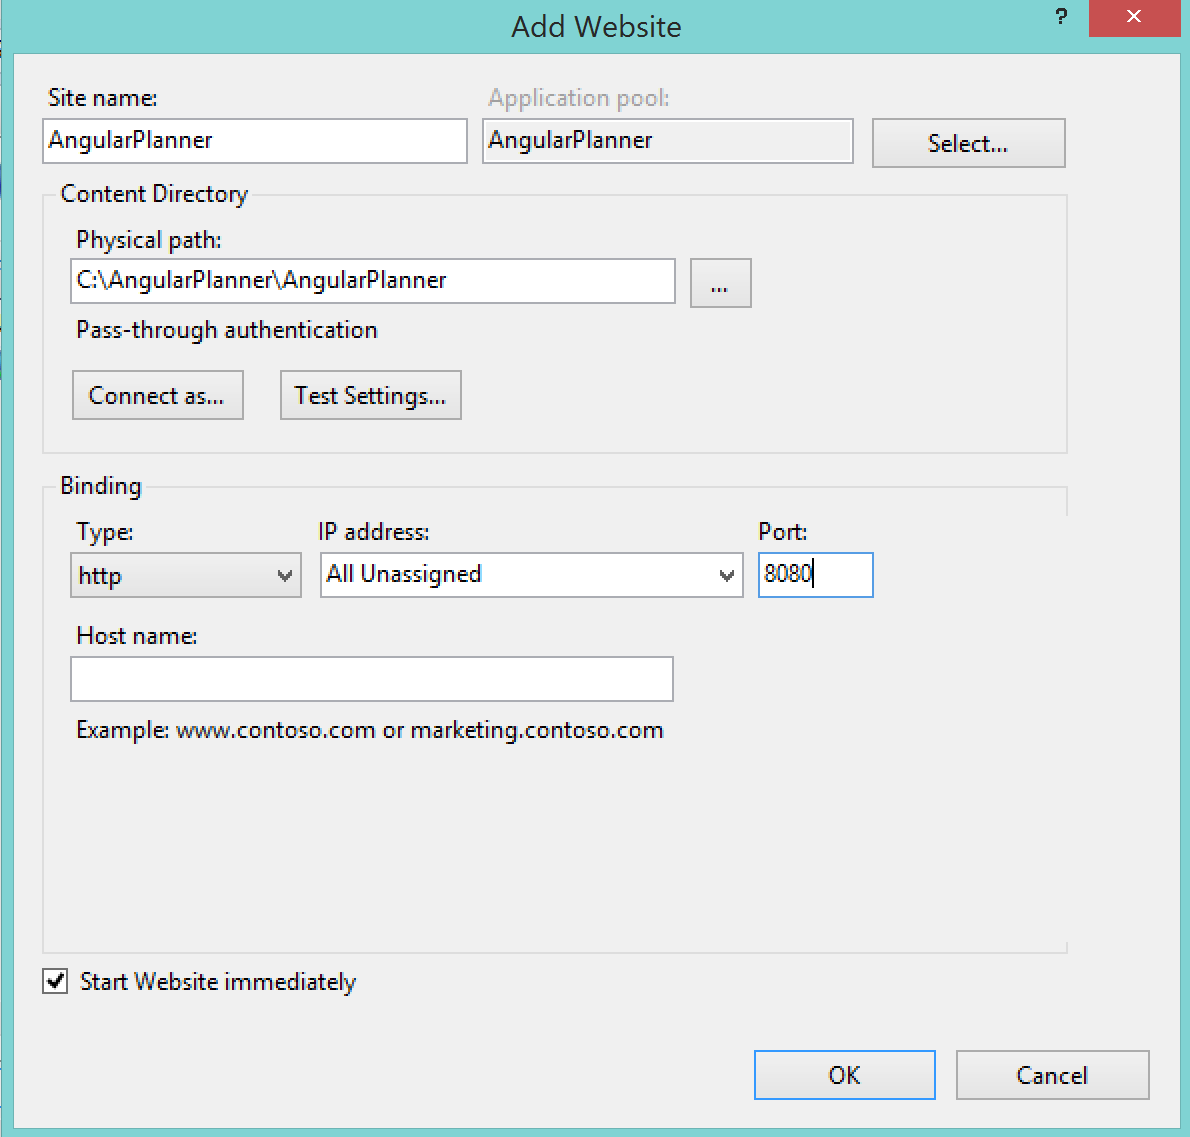 Add Website
?
Site name:
Application pool:
AngularPlanner
AngularPlanner
Select...
Content Directory
Physical path:
C:\AngularPlanner\AngularPlanner
...
Pass-through authentication
Connect as...
Test Settings...
Binding
Type:
IP address:
Port:
http
All Unassigned
8080
Host name:
Example: www.contoso.com or marketing.contoso.com
Start Website immediately
OK
Cancel